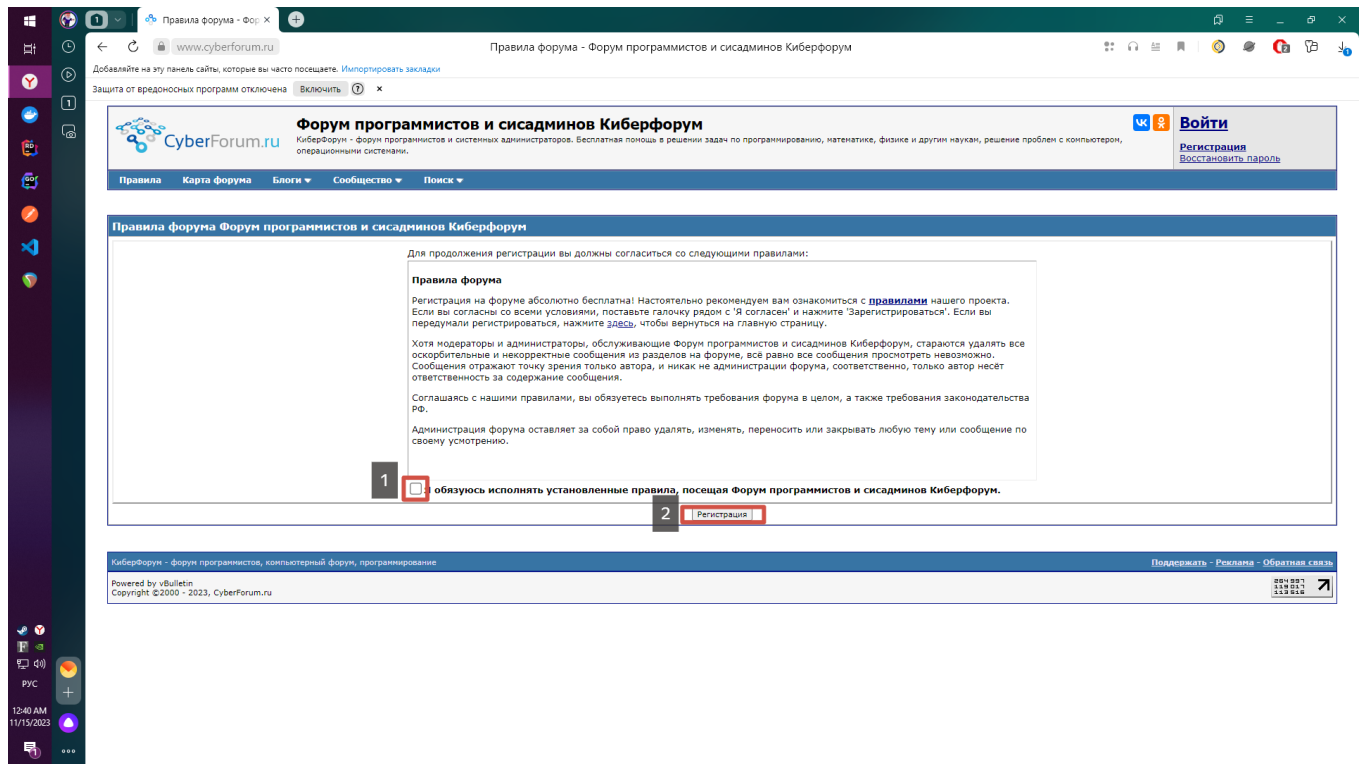 1
Правила форума - Фор
www.cyberforum.ru
Правила форума - Форум программистов и сисадминов Киберфорум
Добавляйте на эту панель сайты, которые вы часто посещаете. Импортировать закладки
Защита от вредоносных программ отключена Включить
1
CyberForum.ru
Форум программистов и сисадминов Киберфорум
КиберФорум - форум программистов и системных администраторов. Бесплатная помощь в решении задач по программированию, математике, физике и другим наукам, решение проблем с компьютером,
операционными системами.
Войти
Регистрация
Восстановить пароль
Правила Карта форума Блоги Сообщество Поиск
Правила форума Форум программистов и сисадминов Киберфорум
Для продолжения регистрации вы должны согласиться со следующими правилами:
Правила форума
Регистрация на форуме абсолютно бесплатна! Настоятельно рекомендуем вам ознакомиться с правилами нашего проекта.
Если вы согласны со всеми условиями, поставьте галочку рядом с 'Я согласен' и нажмите 'Зарегистрироваться'. Если вы
передумали регистрироваться, нажмите здесь, чтобы вернуться на главную страницу.
Хотя модераторы и администраторы, обслуживающие Форум программистов и сисадминов Киберфорум, стараются удалять все
оскорбительные и некорректные сообщения из разделов на форуме, всё равно все сообщения просмотреть невозможно.
Сообщения отражают точку зрения только автора, и никак не администрации форума, соответственно, только автор несёт
ответственность за содержание сообщения.
Соглашаясь с нашими правилами, вы обязуетесь выполнять требования форума в целом, а также требования законодательства
РФ.
Администрация форума оставляет за собой право удалять, изменять, переносить или закрывать любую тему или сообщение по
своему усмотрению.
1
Я обязуюсь исполнять установленные правила, посещая Форум программистов и сисадминов Киберфорум.
2
Регистрация
КиберФорум - форум программистов, компьютерный форум, программирование
Поддержать - Реклама - Обратная связь
Powered by vBulletin
Copyright ©2000 - 2023, CyberForum.ru
РУС
12:40 AM
11/15/2023